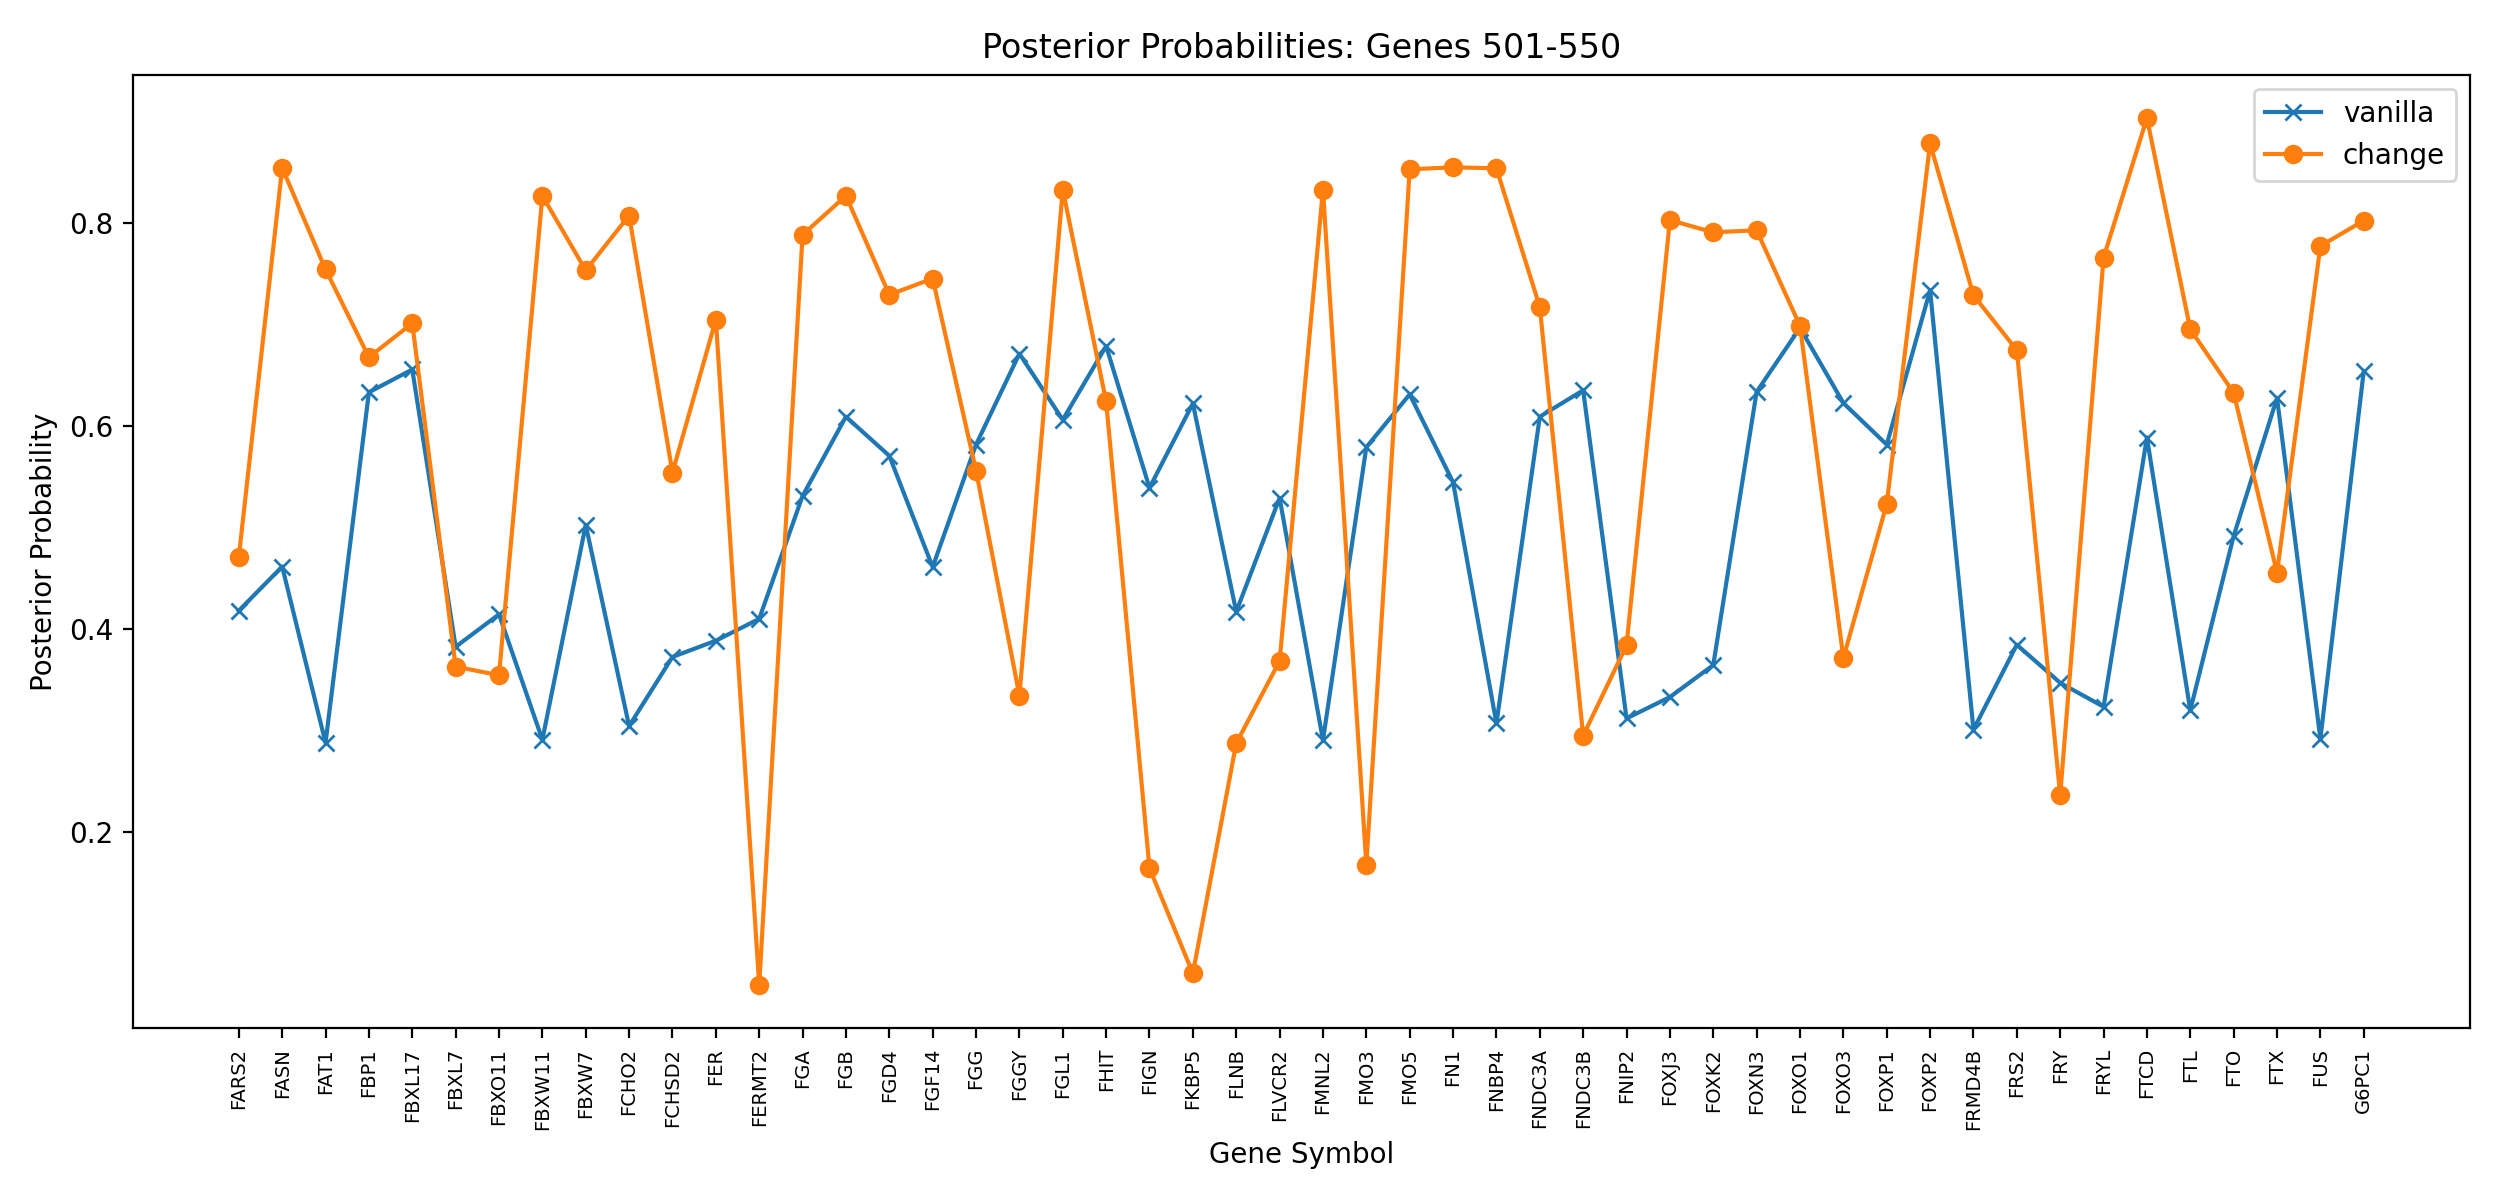 Posterior Probabilities: Genes 501-550
vanilla
change
Posterior Probability
0.8
0.6
0.4
0.2
FARS2
FASN
FAT1
FBP1
FBXL17
FBXL7
FBXO11
FBXW11
FBXW7
FCHO2
FCHSD2
FER
FERMT2
FGA
FGB
FGD4
FGF14
FGG
FGGY
FGL1
FHIT
FIGN
FKBP5
FLNB
FLVCR2
FMNL2
FMO3
FMO5
FN1
FNBP4
FNDC3A
FNDC3B
FNIP2
FOXJ3
FOXK2
FOXN3
FOXO1
FOXO3
FOXP1
FOXP2
FRMD4B
FRS2
FRY
FRYL
FTCD
FTL
FTO
FTX
FUS
G6PC1
Gene Symbol